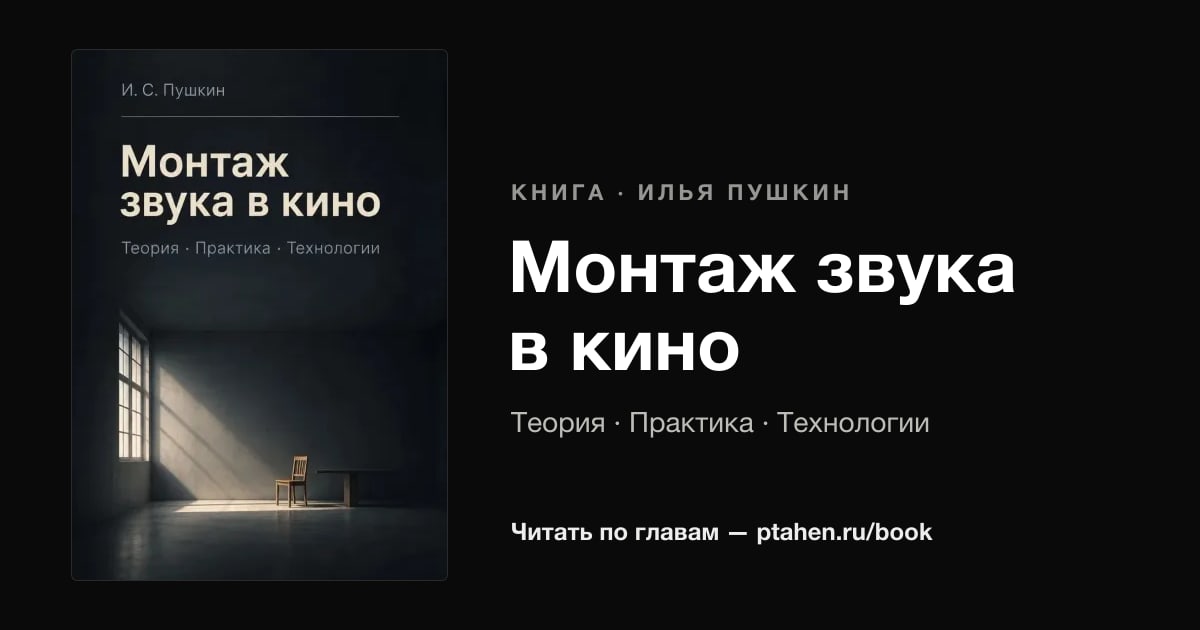 И. С. Пушкин
Монтаж
звука в кино
Теория · Практика · Технологии
КНИГА · ИЛЬЯ ПУШКИН
Монтаж звука
в кино
Теория · Практика · Технологии
Читать по главам — ptahen.ru/book